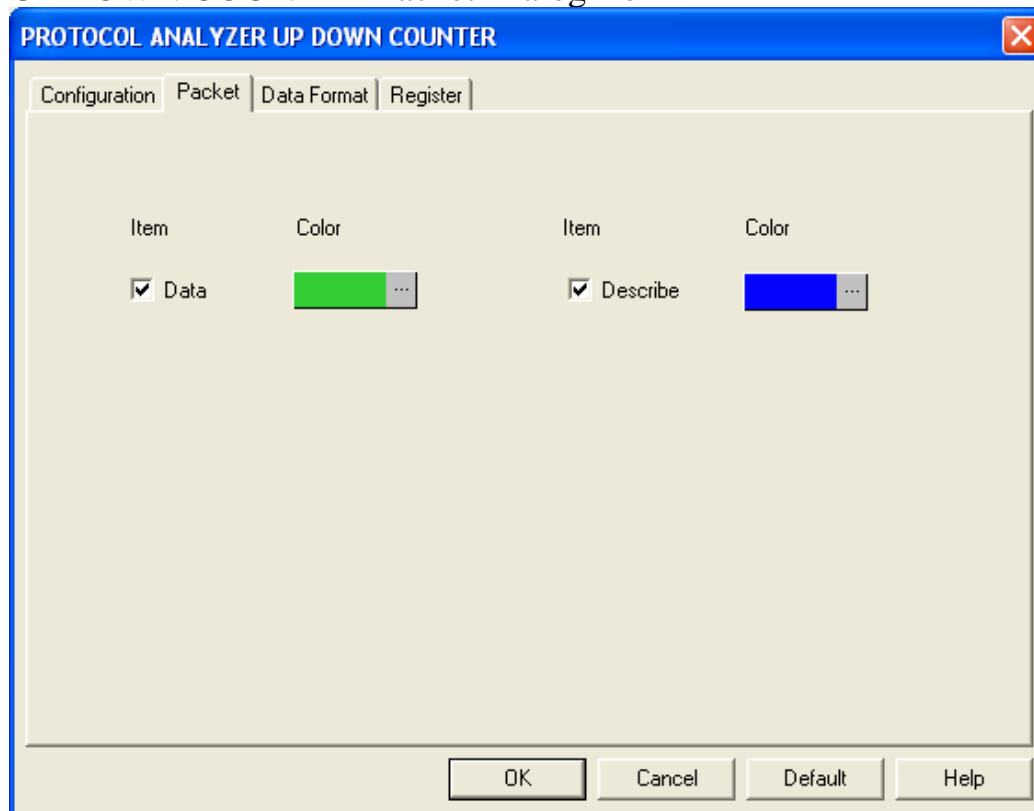 PROTOCOL ANALYZER UP DOWN COUNTER
Configuration Packet Data Format Register
Item Color Item Color
Data ... Describe ...
OK Cancel Default Help